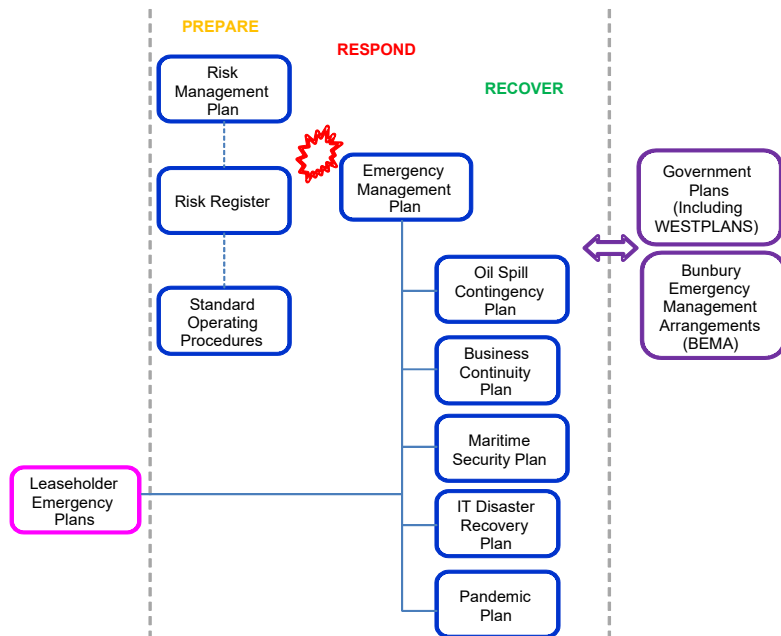 PREPARE
RESPOND
RECOVER
Risk
Management
Plan
Risk Register
Standard
Operating
Procedures
Emergency
Management
Plan
Oil Spill
Contingency
Plan
Business
Continuity
Plan
Maritime
Security Plan
IT Disaster
Recovery
Plan
Pandemic
Plan
Leaseholder
Emergency
Plans
Government
Plans
(Including
WESTPLANS)
Bunbury
Emergency
Management
Arrangements
(BEMA)